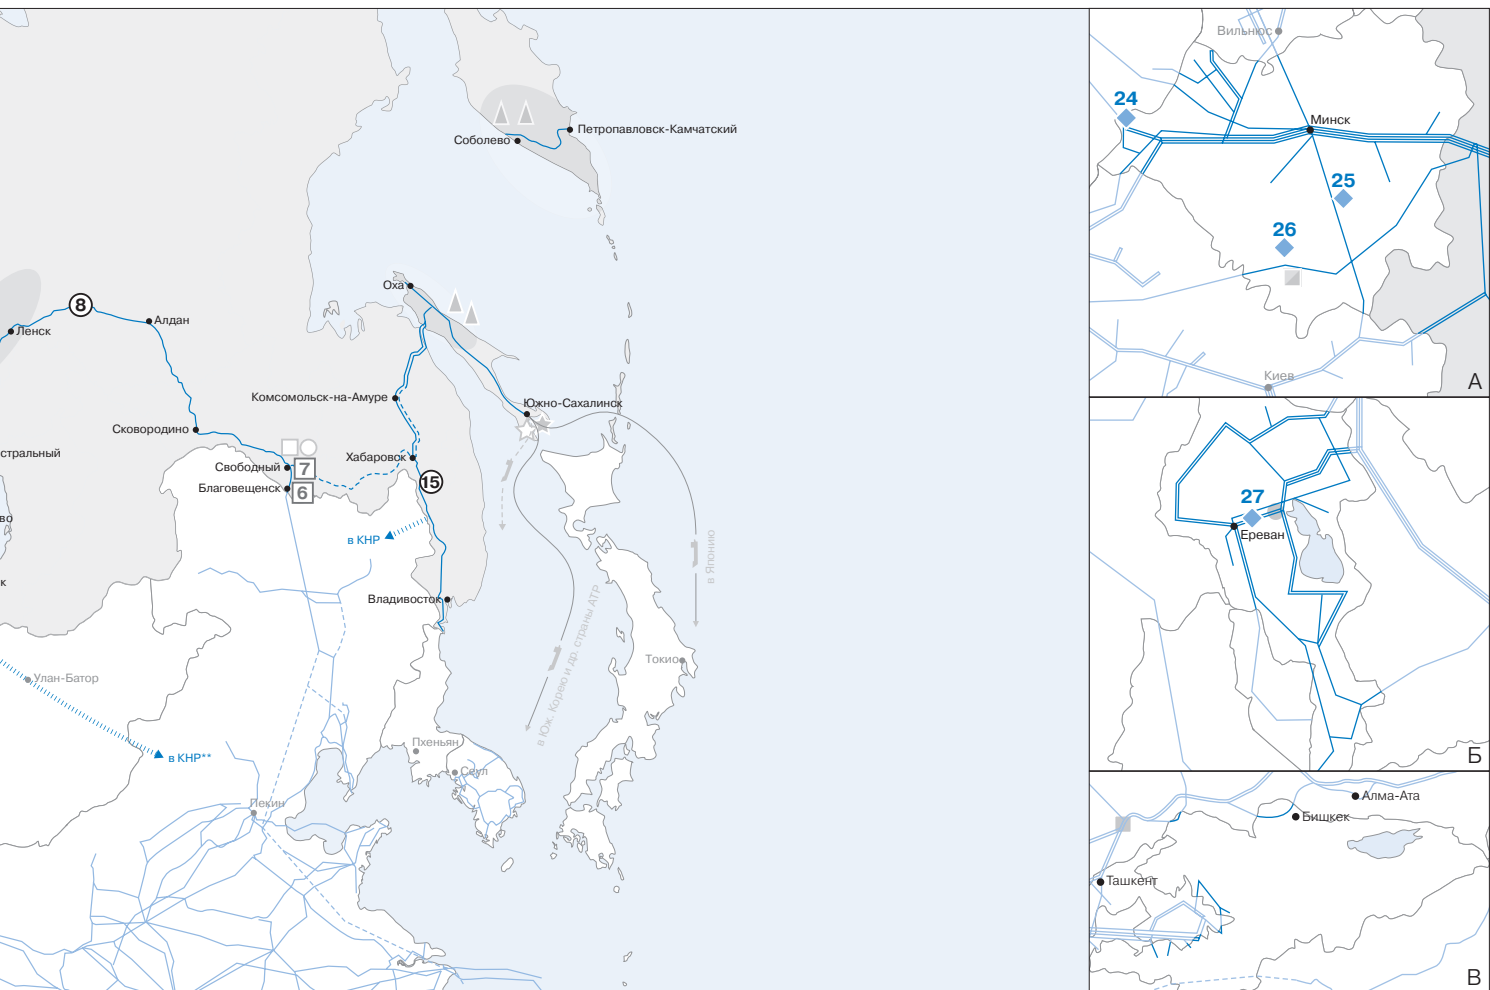 Вильнюс
24
Минск
25
26
Киев
А
Петропавловск-Камчатский
Соболево
Оха
8
Алдан
Ленск
Комсомольск-на-Амуре
Южно-Сахалинск
Сковородино
стральный
Свободный
7
Хабаровск
15
Благовещенск
6
во
в КНР
в Японию
к
Владивосток
в Юж. Корею и др. страны АТР
Токио
Улан-Батор
в КНР**
Пхеньян
Сеул
Пекин
27
Ереван
Б
Алма-Ата
Бишкек
Ташкент
В